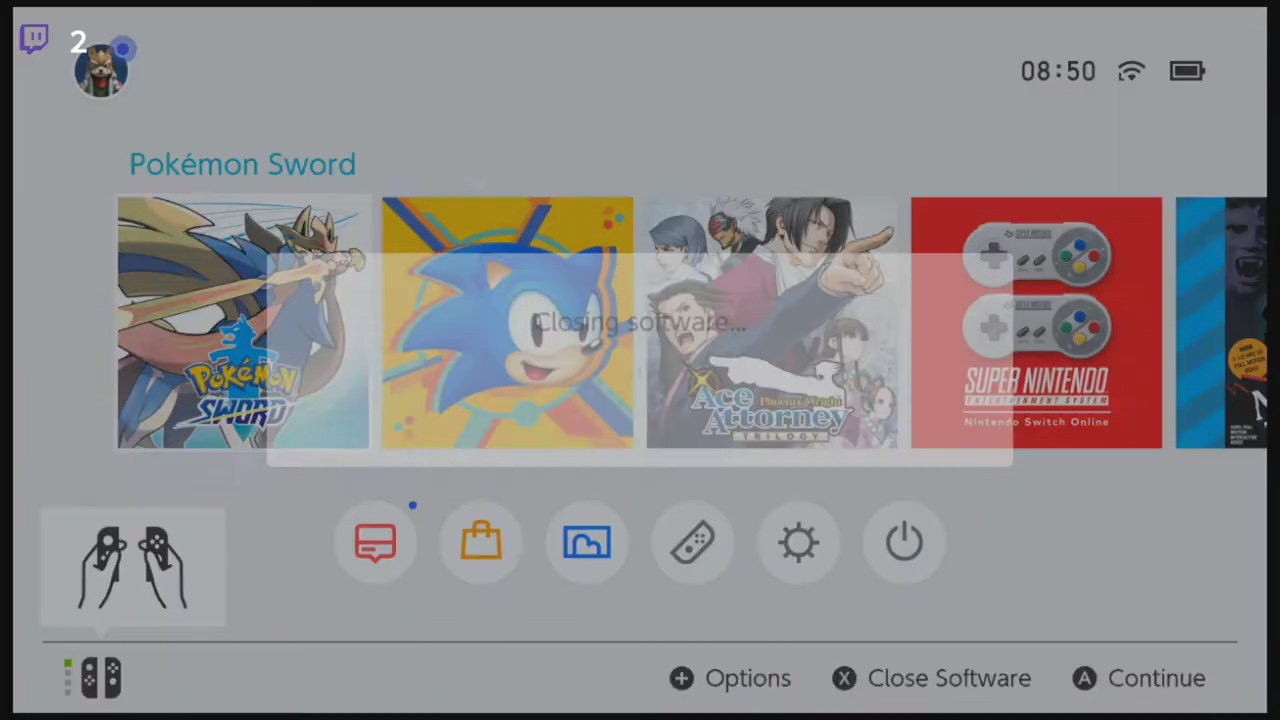 2
08:50
Pokémon Sword
Closing software...
POKéMON
SWORD
Phoenix Wright
Ace
Attorney
TRILOGY
SUPER NINTENDO
ENTERTAINMENT SYSTEM
Nintendo Switch Online
Options
Close Software
Continue